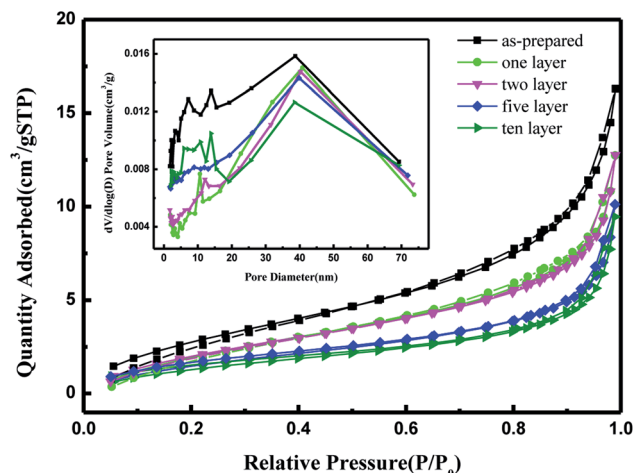 20
15
10
5
0
Quantity Adsorbed(cm³/gSTP)
0.0 0.2 0.4 0.6 0.8 1.0
Relative Pressure(P/P₀)
as-prepared
one layer
two layer
five layer
ten layer
0.016
0.012
0.008
0.004
dV/dlog(D) Pore Volume(cm³/g)
0 10 20 30 40 50 60 70 80
Pore Diameter(nm)